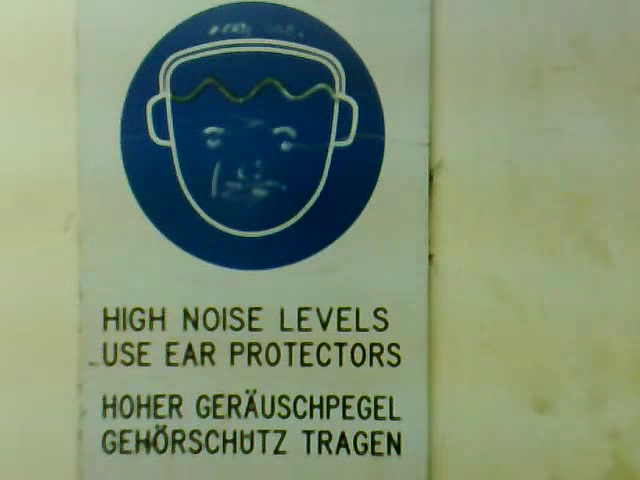 HIGH NOISE LEVELS
USE EAR PROTECTORS
HOHER GERÄUSCHPEGEL
GEHÖRSCHUTZ TRAGEN